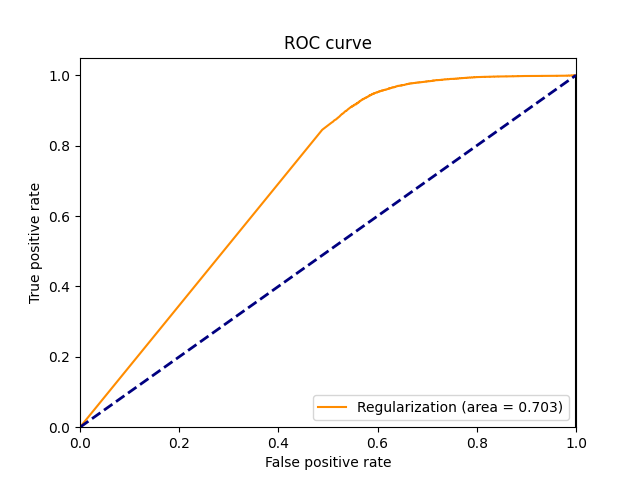 ROC curve
True positive rate
1.0
0.8
0.6
0.4
0.2
0.0
Regularization (area = 0.703)
0.0 0.2 0.4 0.6 0.8 1.0
False positive rate